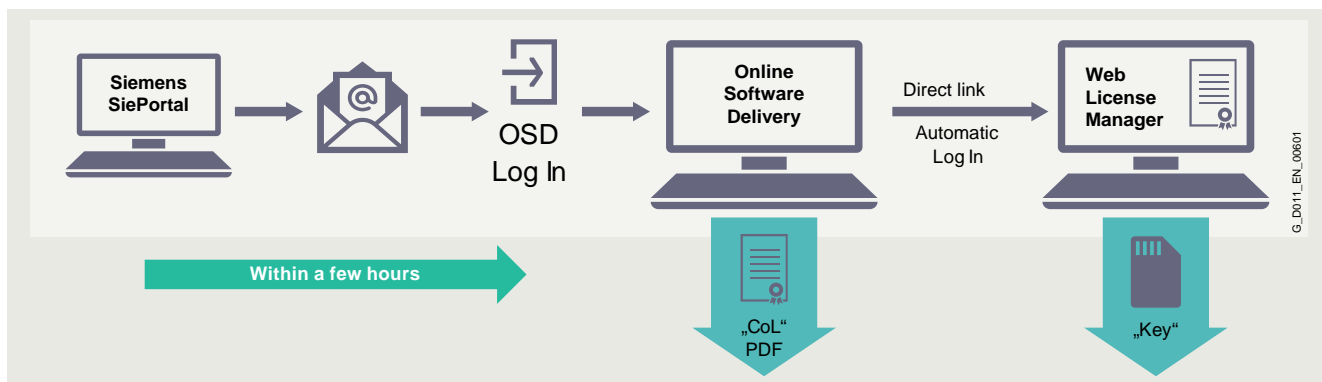 Siemens
SiePortal
@
OSD
Log In
Online
Software
Delivery
Direct link
Automatic
Log In
Web
License
Manager
G_D011_EN_00601
Within a few hours
„CoL“
PDF
„Key“